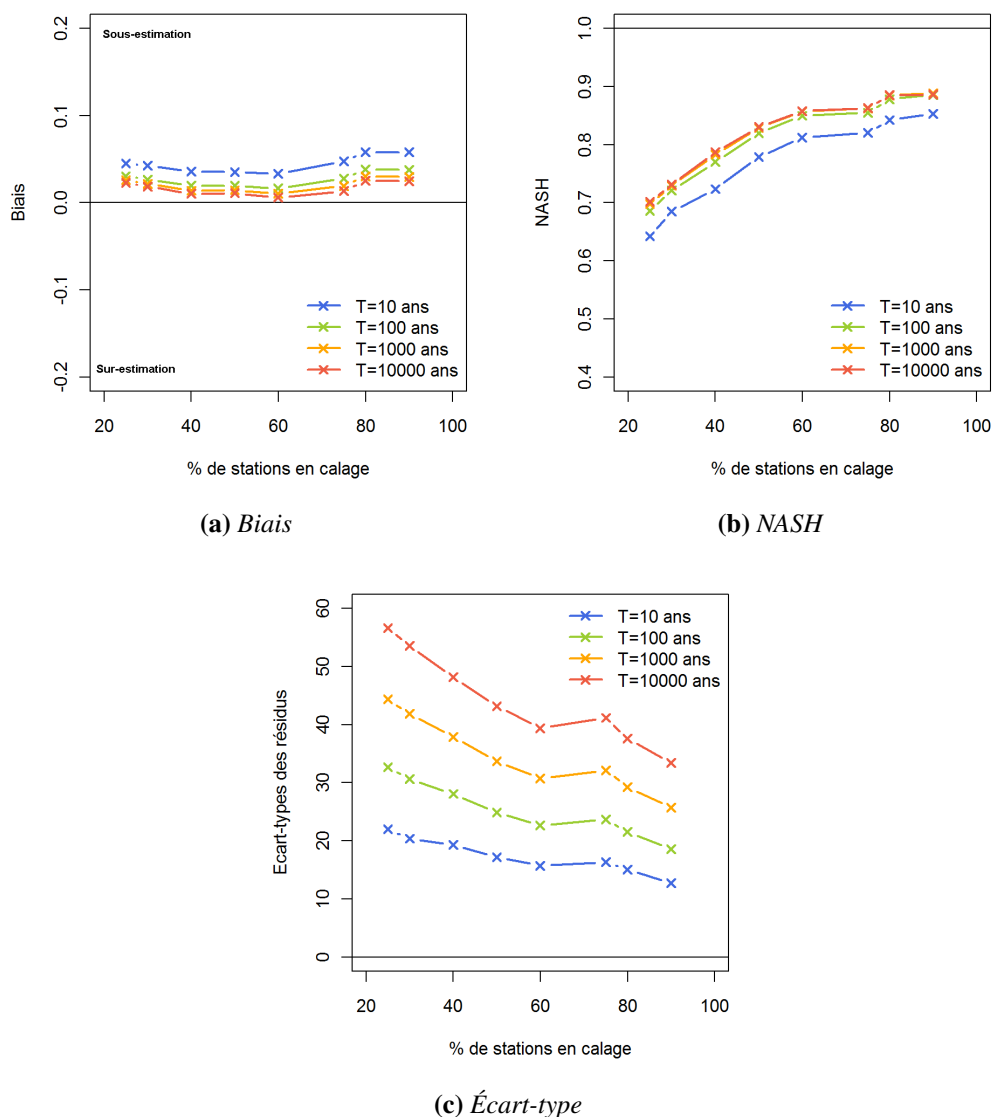 Sous-estimation
Sur-estimation
Biais
0.2
0.1
0.0
-0.1
-0.2
20 40 60 80 100
% de stations en calage
T=10 ans
T=100 ans
T=1000 ans
T=10000 ans
(a) Biais
NASH
1.0
0.9
0.8
0.7
0.6
0.5
0.4
20 40 60 80 100
% de stations en calage
T=10 ans
T=100 ans
T=1000 ans
T=10000 ans
(b) NASH
Ecart-types des résidus
60
50
40
30
20
10
0
20 40 60 80 100
% de stations en calage
T=10 ans
T=100 ans
T=1000 ans
T=10000 ans
(c) Écart-type